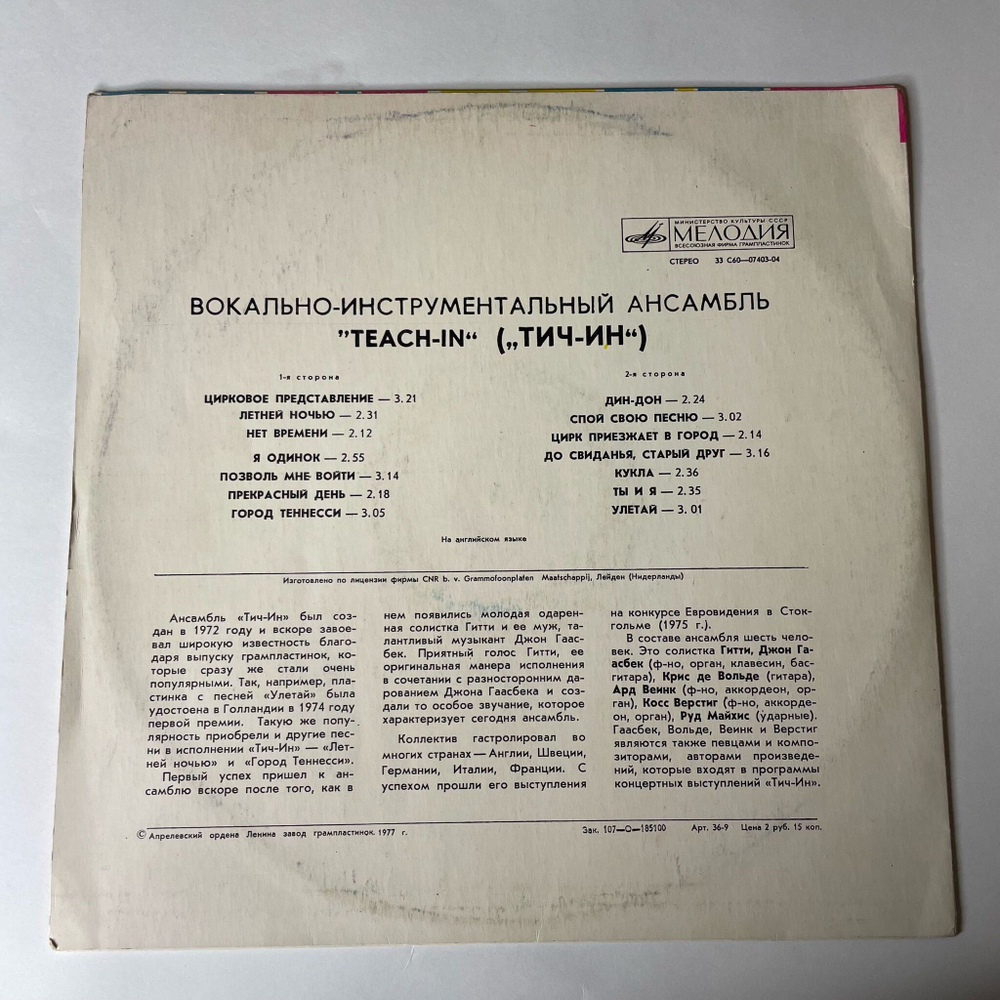 МИНИСТЕРСТВО КУЛЬТУРЫ СССР
МЕЛОДИЯ
ВСЕСОЮЗНАЯ ФИРМА ГРАМПЛАСТИНОК
СТЕРЕО 33 С60—07403-04
ВОКАЛЬНО-ИНСТРУМЕНТАЛЬНЫЙ АНСАМБЛЬ
”TEACH-IN“ („ТИЧ-ИН“)
1-я сторона
ЦИРКОВОЕ ПРЕДСТАВЛЕНИЕ — 3.21
ЛЕТНЕЙ НОЧЬЮ — 2.31
НЕТ ВРЕМЕНИ — 2.12
Я ОДИНОК — 2.55
ПОЗВОЛЬ МНЕ ВОЙТИ — 3.14
ПРЕКРАСНЫЙ ДЕНЬ — 2.18
ГОРОД ТЕННЕССИ — 3.05
2-я сторона
ДИН-ДОН — 2.24
СПОЙ СВОЮ ПЕСНЮ — 3.02
ЦИРК ПРИЕЗЖАЕТ В ГОРОД — 2.14
ДО СВИДАНЬЯ, СТАРЫЙ ДРУГ — 3.16
КУКЛА — 2.36
ТЫ И Я — 2.35
УЛЕТАЙ — 3.01
На английском языке
Изготовлено по лицензии фирмы CNR b. v. Grammofoonplaten Maatschappij, Лейден (Нидерланды)
Ансамбль «Тич-Ин» был соз-
дан в 1972 году и вскоре завое-
вал широкую известность благо-
даря выпуску грампластинок, ко-
торые сразу же стали очень
популярными. Так, например, пла-
стинка с песней «Улетай» была
удостоена в Голландии в 1974 году
первой премии. Такую же попу-
лярность приобрели и другие пес-
ни в исполнении «Тич-Ин» — «Лет-
ней ночью» и «Город Теннесси».
Первый успех пришел к ан-
самблю вскоре после того, как в
нем появились молодая одарен-
ная солистка Гитти и ее муж, та-
лантливый музыкант Джон Гаас-
бек. Приятный голос Гитти, ее
оригинальная манера исполнения
в сочетании с разносторонним да-
рованием Джона Гаасбека и соз-
дали то особое звучание, которое
характеризует сегодня ансамбль.
Коллектив гастролировал во
многих странах — Англии, Швеции,
Германии, Италии, Франции. С
успехом прошли его выступления
на конкурсе Евровидения в Сток-
гольме (1975 г.).
В составе ансамбля шесть чело-
век. Это солистка Гитти, Джон Га-
асбек (ф-но, орган, клавесин, бас-
гитара), Крис де Вольде (гитара),
Ард Веинк (ф-но, аккордеон, ор-
ган), Косс Верстиг (ф-но, аккорде-
он, орган), Руд Майхис (ударные).
Гаасбек, Вольде, Веинк и Верстиг
являются также певцами и компо-
зиторами, авторами произведе-
ний, которые входят в программы
концертных выступлений «Тич-Ин».
© Апрелевский ордена Ленина завод грампластинок. 1977 г. Зак. 107—О—185100 Арт. 36-9 Цена 2 руб. 15 коп.